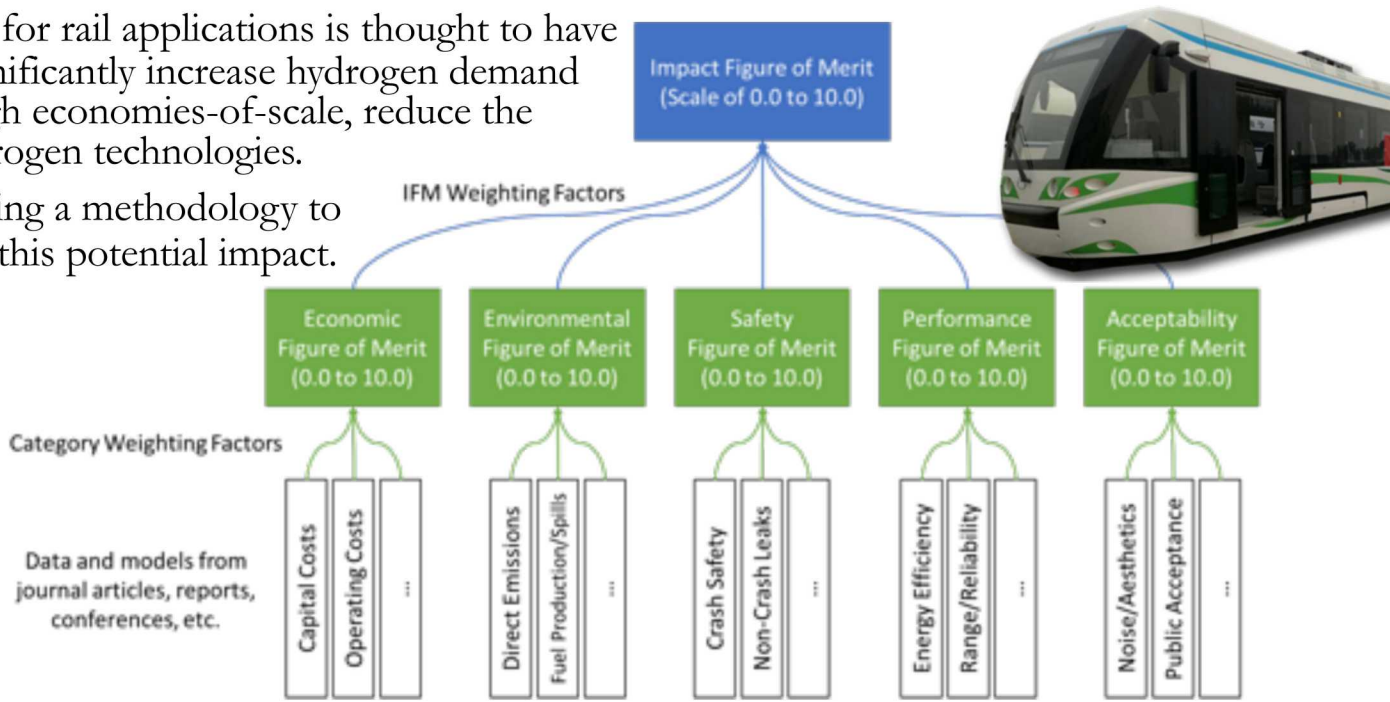 for rail applications is thought to have
nificantly increase hydrogen demand
gh economies-of-scale, reduce the
rogen technologies.
ing a methodology to
this potential impact.
Impact Figure of Merit
(Scale of 0.0 to 10.0)
IFM Weighting Factors
Economic
Figure of Merit
(0.0 to 10.0)
Environmental
Figure of Merit
(0.0 to 10.0)
Safety
Figure of Merit
(0.0 to 10.0)
Performance
Figure of Merit
(0.0 to 10.0)
Acceptability
Figure of Merit
(0.0 to 10.0)
Category Weighting Factors
Data and models from
journal articles, reports,
conferences, etc.
Capital Costs
Operating Costs
...
Direct Emissions
Fuel Production/Spills
...
Crash Safety
Non-Crash Leaks
...
Energy Efficiency
Range/Reliability
...
Noise/Aesthetics
Public Acceptance
...